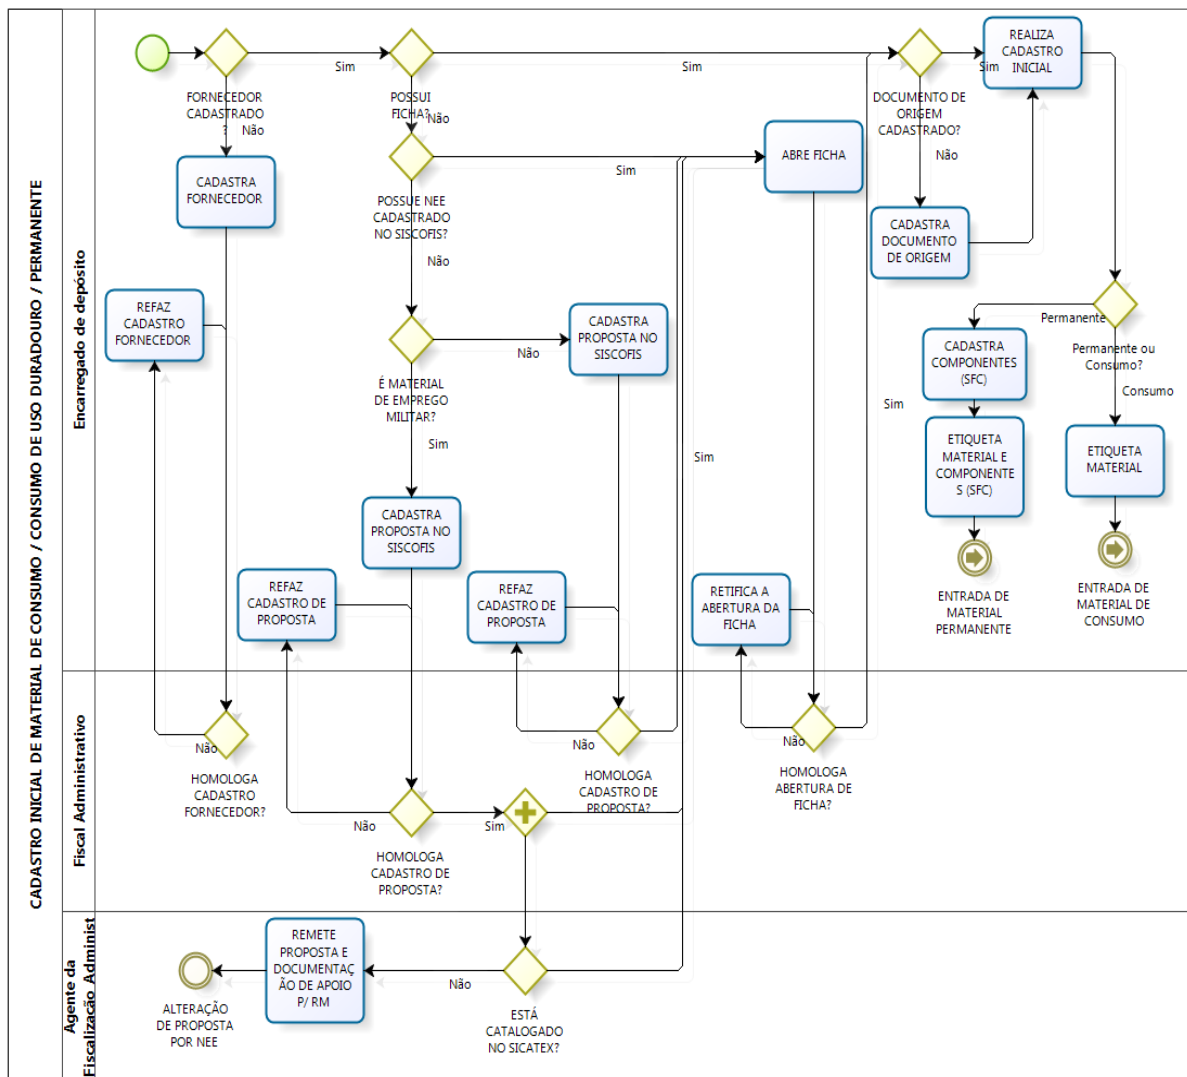 CADASTRO INICIAL DE MATERIAL DE CONSUMO / CONSUMO DE USO DURADOURO / PERMANENTE
Encarregado de depósito
FORNECEDOR
CADASTRADO
?
Não
Sim
POSSUI
FICHA?
Não
Sim
DOCUMENTO DE
ORIGEM
CADASTRADO?
Sim
Não
REALIZA
CADASTRO
INICIAL
CADASTRA
FORNECEDOR
POSSUE NEE
CADASTRADO
NO SISCOFIS?
Sim
Não
ABRE FICHA
CADASTRA
DOCUMENTO
DE ORIGEM
REFAZ
CADASTRO
FORNECEDOR
É MATERIAL
DE EMPREGO
MILITAR?
Não
Sim
CADASTRA
PROPOSTA NO
SISCOFIS
Permanente
Permanente ou
Consumo?
Consumo
CADASTRA
COMPONENTES
(SFC)
Sim
Sim
ETIQUETA
MATERIAL E
COMPONENTE
S (SFC)
ETIQUETA
MATERIAL
CADASTRA
PROPOSTA NO
SISCOFIS
REFAZ
CADASTRO DE
PROPOSTA
REFAZ
CADASTRO DE
PROPOSTA
RETIFICA A
ABERTURA DA
FICHA
ENTRADA DE
MATERIAL
PERMANENTE
ENTRADA DE
MATERIAL DE
CONSUMO
Fiscal Administrativo
Não
HOMOLOGA
CADASTRO
FORNECEDOR?
Não
HOMOLOGA
CADASTRO DE
PROPOSTA?
Não
HOMOLOGA
ABERTURA DE
FICHA?
Não
Sim
HOMOLOGA
CADASTRO DE
PROPOSTA?
Agente da
Fiscalização Administ
REMETE
PROPOSTA E
DOCUMENTAÇ
ÃO DE APOIO
P/ RM
Não
ALTERAÇÃO
DE PROPOSTA
POR NEE
ESTÁ
CATALOGADO
NO SICATEX?